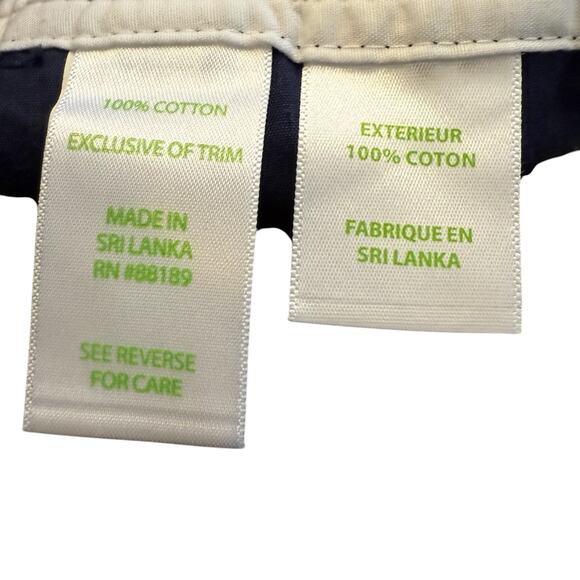 100% COTTON
EXCLUSIVE OF TRIM
MADE IN
SRI LANKA
RN #88189
SEE REVERSE
FOR CARE
EXTERIEUR
100% COTON
FABRIQUE EN
SRI LANKA